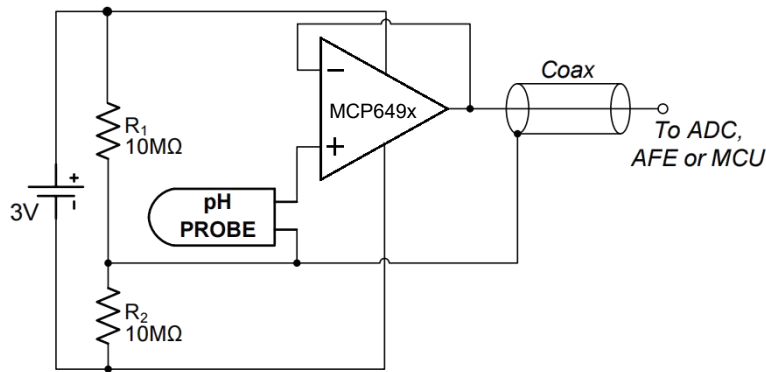 Coax
MCP649x
R₁
10MΩ
To ADC,
AFE or MCU
3V
pH
PROBE
R₂
10MΩ